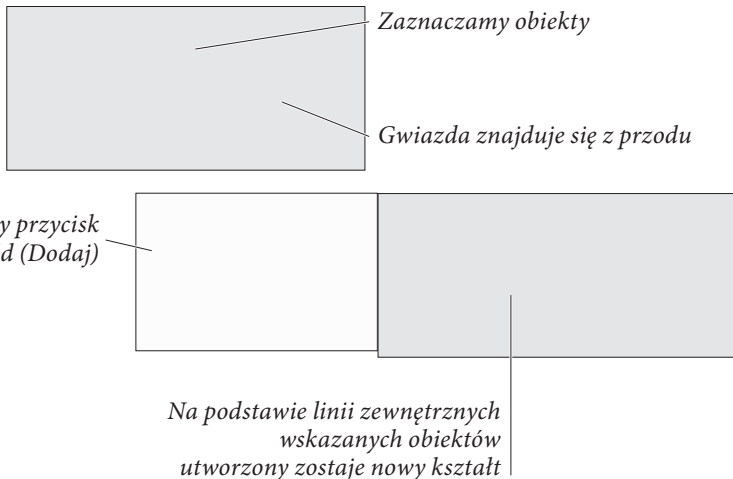 Zaznaczamy obiekty
Gwiazda znajduje się z przodu
przycisk
(Dodaj)
Na podstawie linii zewnętrznych
wskazanych obiektów
utworzony zostaje nowy kształt